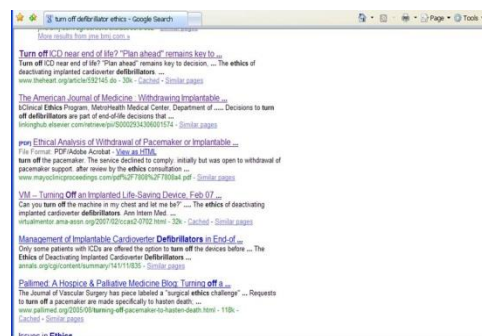 turn off defibrillator ethics - Google Search
Page
Tools
More results from jme.bmj.com »
Turn off ICD near end of life? "Plan ahead" remains key to ...
Turn off ICD near end of life? "Plan ahead" remains key to decision, ... The ethics of
deactivating implanted cardioverter defibrillators. ...
www.theheart.org/article/592145.do - 30k - Cached - Similar pages
The American Journal of Medicine : Withdrawing Implantable ...
bClinical Ethics Program, MetroHealth Medical Center, Department of ..... Decisions to turn
off defibrillators are part of end-of-life decisions that ...
linkinghub.elsevier.com/retrieve/pii/S0002934306001574 - Similar pages
[PDF] Ethical Analysis of Withdrawal of Pacemaker or Implantable ...
File Format: PDF/Adobe Acrobat - View as HTML
turn off the pacemaker. The service declined to comply. initially but was open to withdrawal of
pacemaker support. after review by the ethics consultation ...
www.mayoclinicproceedings.com/pdf%2F7808%2F7808a4.pdf - Similar pages
VM – Turning Off an Implanted Life-Saving Device, Feb 07 ...
Can you turn off the machine in my chest and let me be?' .... The ethics of deactivating
implanted cardioverter defibrillators. Ann Intern Med. ...
virtualmentor.ama-assn.org/2007/02/ccas2-0702.html - 32k - Cached - Similar pages
Management of Implantable Cardioverter Defibrillators in End-of ...
Only some patients with ICDs are offered the option to turn off the devices before ... The
Ethics of Deactivating Implanted Cardioverter Defibrillators ...
annals.org/cgi/content/summary/141/11/835 - Similar pages
Pallimed: A Hospice & Palliative Medicine Blog: Turning off a ...
The Journal of Vascular Surgery has piece labeled a "surgical ethics challenge" ... Requests
to turn off a pacemaker are made specifically to hasten death; ...
www.pallimed.org/2005/08/turning-off-pacemaker-to-hasten-death.html - 118k -
Cached - Similar pages
Issues in Ethics